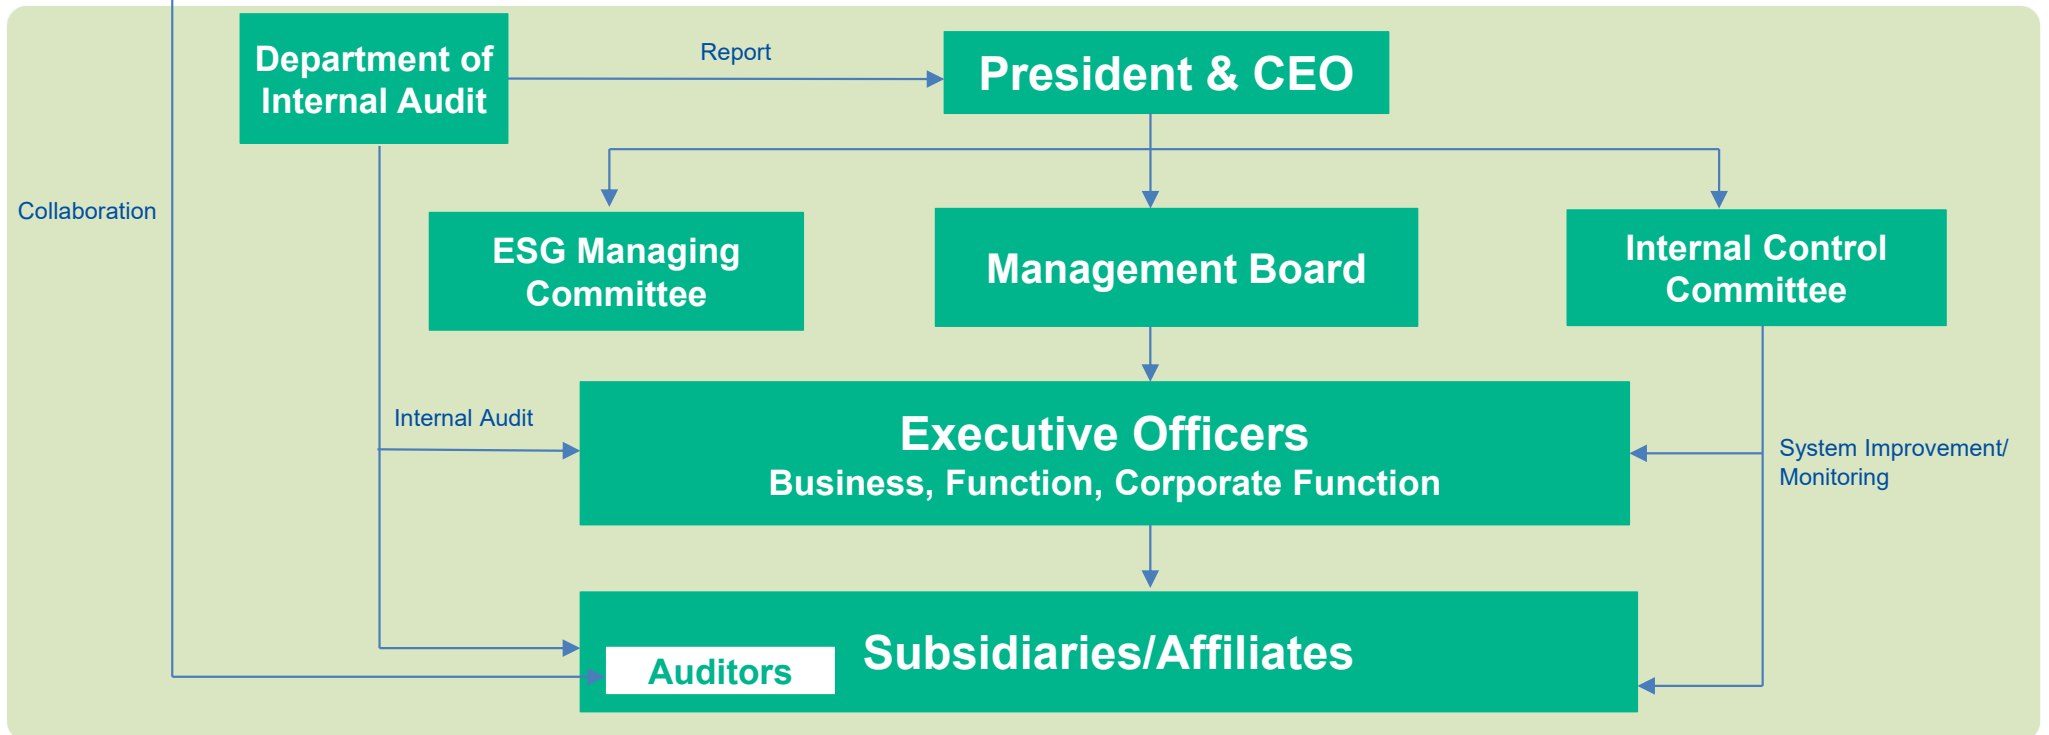 Department of
Internal Audit
Report
President & CEO
Collaboration
ESG Managing
Committee
Management Board
Internal Control
Committee
Internal Audit
Executive Officers
Business, Function, Corporate Function
System Improvement/
Monitoring
Subsidiaries/Affiliates
Auditors